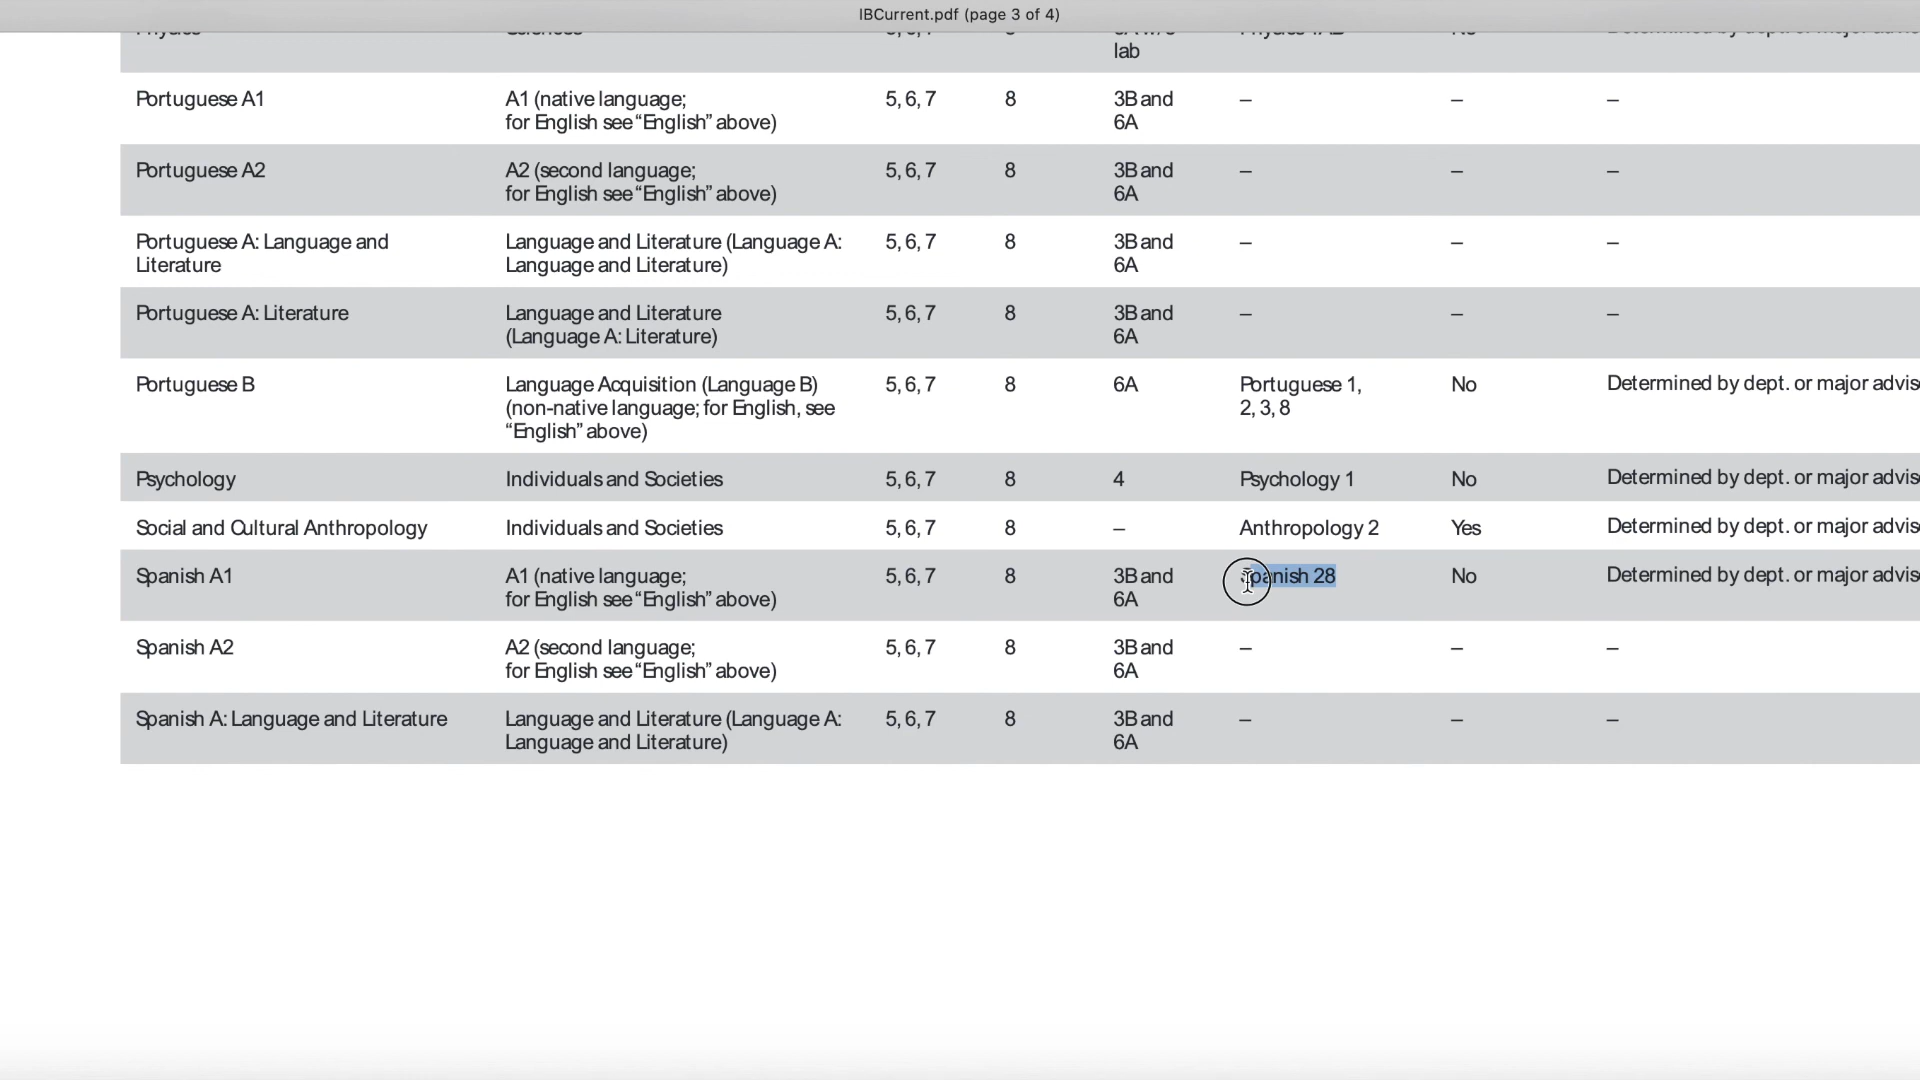 IBCurrent.pdf (page 3 of 4)
lab
Portuguese A1 A1 (native language; 5, 6, 7 8 3B and – – –
for English see “English” above) 6A
Portuguese A2 A2 (second language; 5, 6, 7 8 3B and – – –
for English see “English” above) 6A
Portuguese A: Language and Language and Literature (Language A: 5, 6, 7 8 3B and – – –
Literature Language and Literature) 6A
Portuguese A: Literature Language and Literature 5, 6, 7 8 3B and – – –
(Language A: Literature) 6A
Portuguese B Language Acquisition (Language B) 5, 6, 7 8 6A Portuguese 1, No Determined by dept. or major advis
(non-native language; for English, see 2, 3, 8
“English” above)
Psychology Individuals and Societies 5, 6, 7 8 4 Psychology 1 No Determined by dept. or major advis
Social and Cultural Anthropology Individuals and Societies 5, 6, 7 8 – Anthropology 2 Yes Determined by dept. or major advis
Spanish A1 A1 (native language; 5, 6, 7 8 3B and Spanish 28 No Determined by dept. or major advis
for English see “English” above) 6A
Spanish A2 A2 (second language; 5, 6, 7 8 3B and – – –
for English see “English” above) 6A
Spanish A: Language and Literature Language and Literature (Language A: 5, 6, 7 8 3B and – – –
Language and Literature) 6A